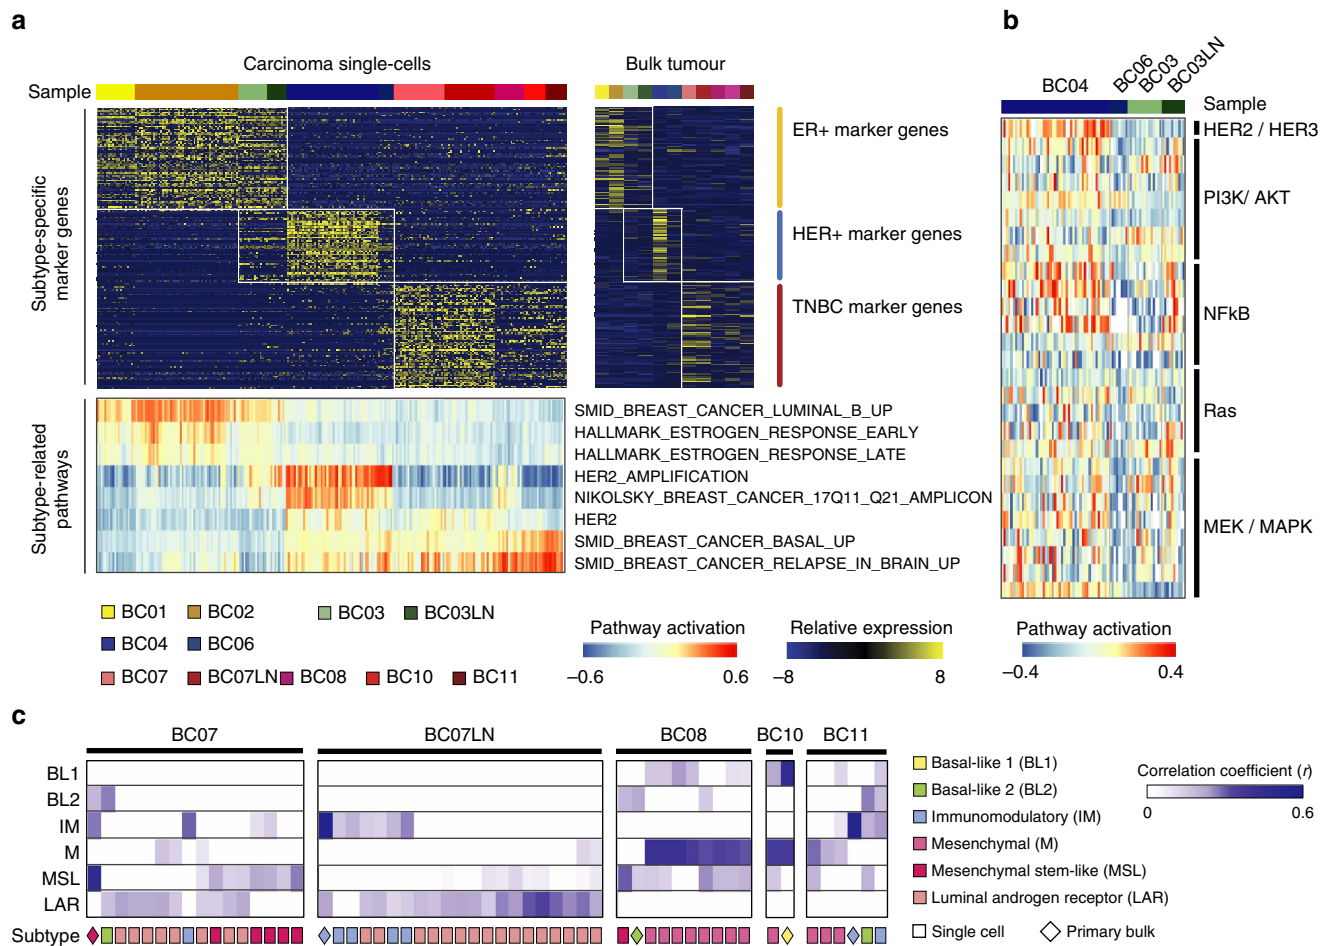 a
Carcinoma single-cells
Bulk tumour
Sample
Subtype-specific
marker genes
ER+ marker genes
HER+ marker genes
TNBC marker genes
Subtype-related
pathways
SMID_BREAST_CANCER_LUMINAL_B_UP
HALLMARK_ESTROGEN_RESPONSE_EARLY
HALLMARK_ESTROGEN_RESPONSE_LATE
HER2_AMPLIFICATION
NIKOLSKY_BREAST_CANCER_17Q11_Q21_AMPLICON
HER2
SMID_BREAST_CANCER_BASAL_UP
SMID_BREAST_CANCER_RELAPSE_IN_BRAIN_UP
BC01 BC02 BC03 BC03LN
BC04 BC06
BC07 BC07LN BC08 BC10 BC11
Pathway activation
–0.6 0.6
Relative expression
–8 8
b
BC04 BC06 BC03 BC03LN
Sample
HER2 / HER3
PI3K/ AKT
NFkB
Ras
MEK / MAPK
Pathway activation
–0.4 0.4
c
BC07 BC07LN BC08 BC10 BC11
BL1
BL2
IM
M
MSL
LAR
Subtype
Basal-like 1 (BL1)
Basal-like 2 (BL2)
Immunomodulatory (IM)
Mesenchymal (M)
Mesenchymal stem-like (MSL)
Luminal androgen receptor (LAR)
Single cell Primary bulk
Correlation coefficient (r)
0 0.6